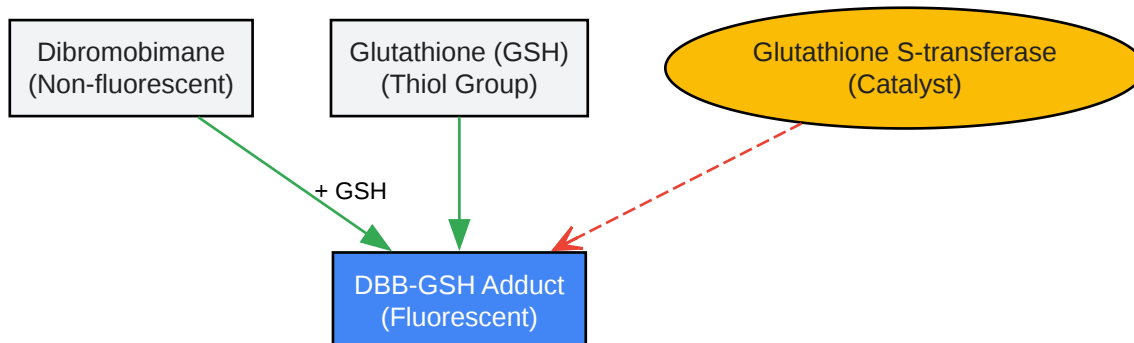 Dibromobimane
(Non-fluorescent)
Glutathione (GSH)
(Thiol Group)
Glutathione S-transferase
(Catalyst)
+ GSH
DBB-GSH Adduct
(Fluorescent)